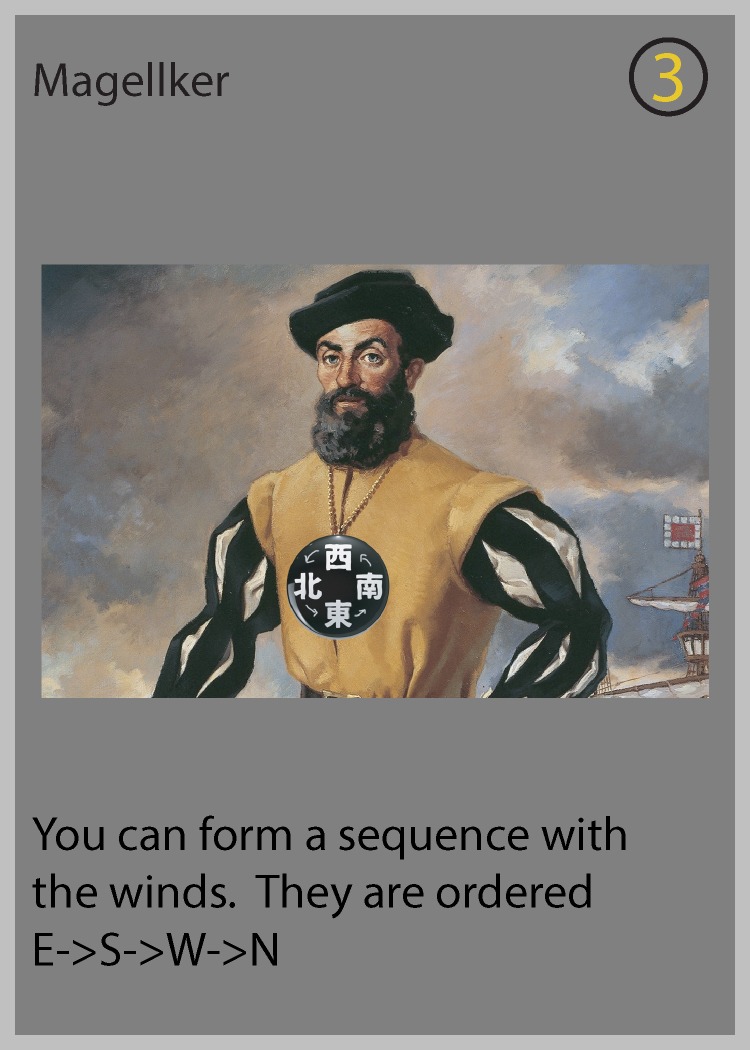 Magellker
3
西
北 南
東
You can form a sequence with
the winds. They are ordered
E->S->W->N